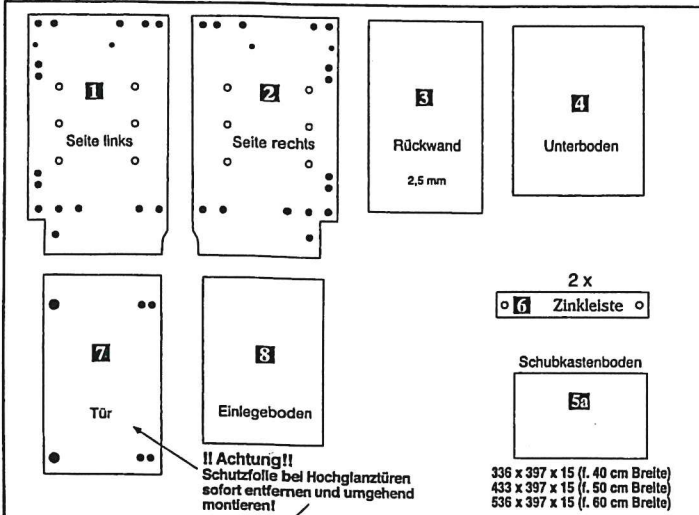 1
Seite links
2
Seite rechts
3
Rückwand
2,5 mm
4
Unterboden
2 x
6 Zinkleiste
7
Tür
8
Einlegeboden
Schubkastenboden
5a
336 x 397 x 15 (f. 40 cm Breite)
433 x 397 x 15 (f. 50 cm Breite)
536 x 397 x 15 (f. 60 cm Breite)
!! Achtung!!
Schutzfolie bei Hochglanztüren
sofort entfernen und umgehend
montieren!